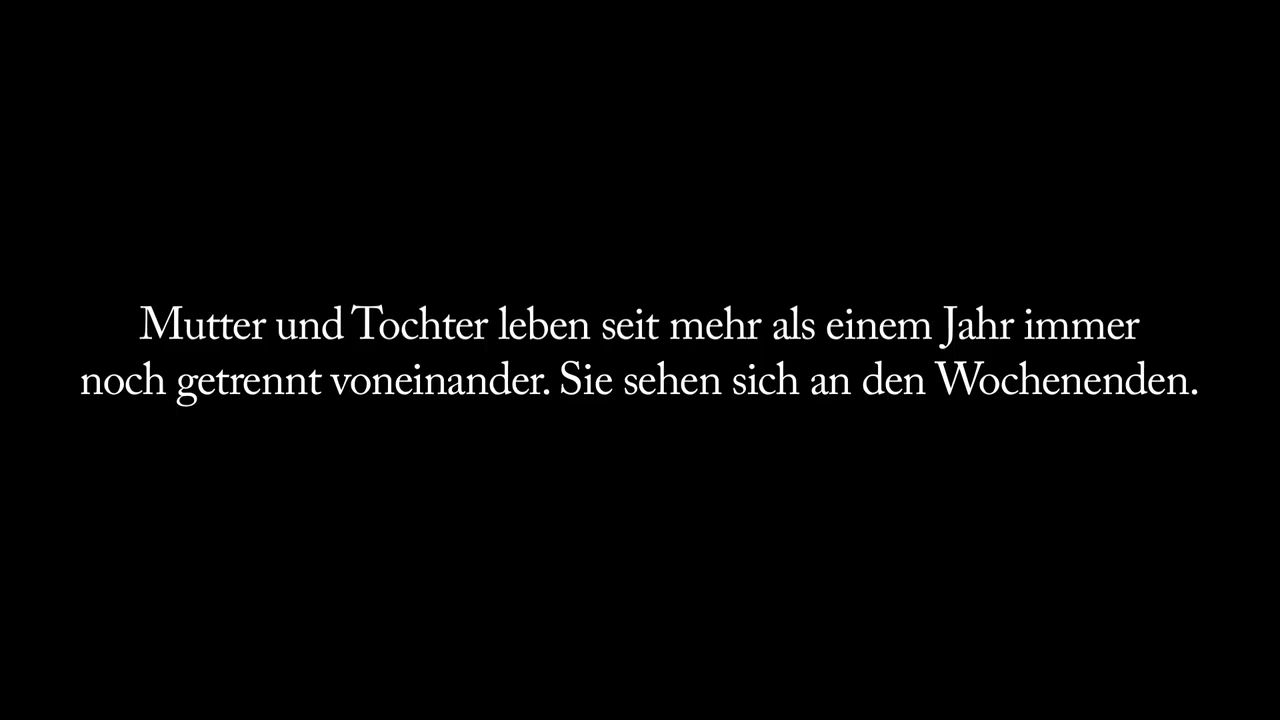 Mutter und Tochter leben seit mehr als einem Jahr immer
noch getrennt voneinander. Sie sehen sich an den Wochenenden.